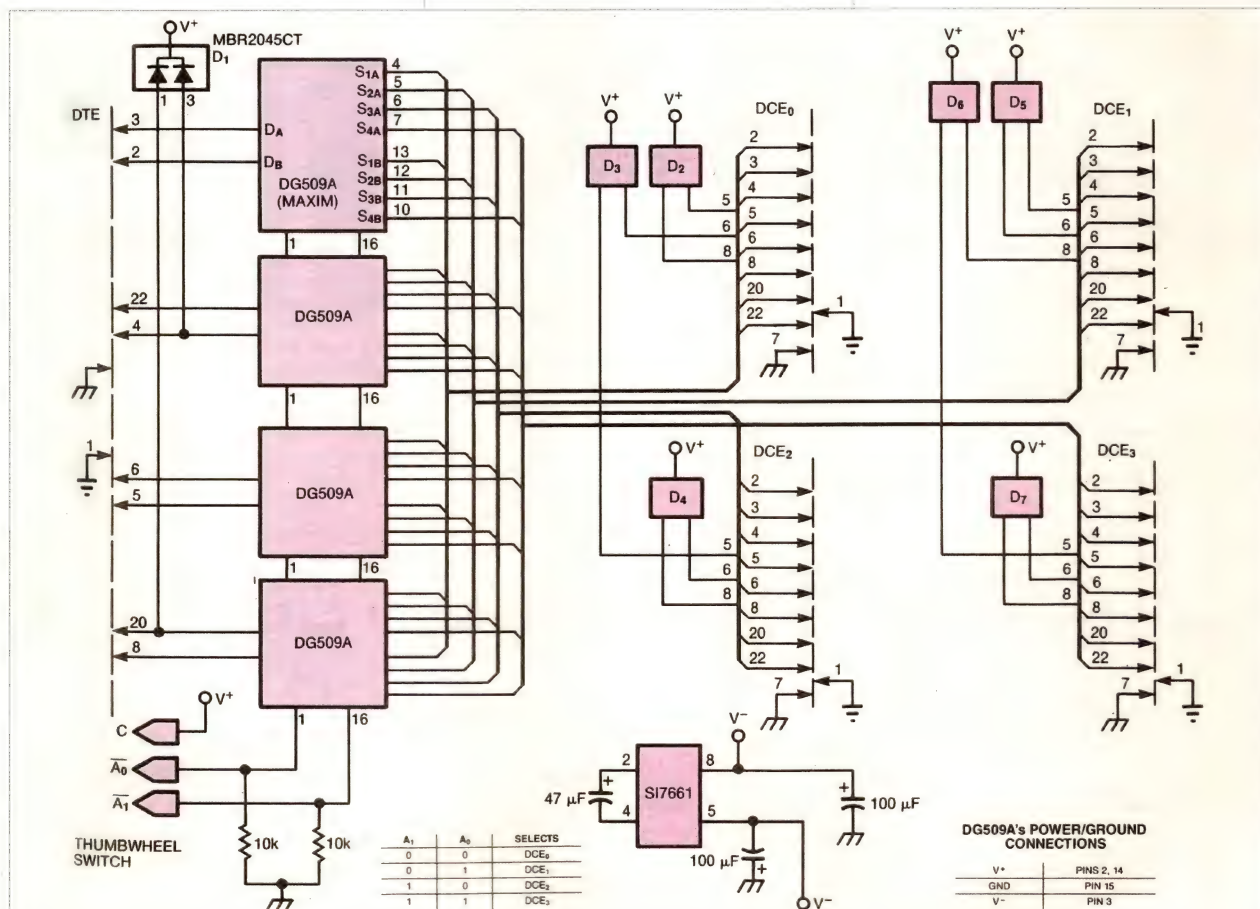 V+
MBR2045CT
D1
1 3
DTE
3
2
DA
DB
S1A 4
S2A 5
S3A 6
S4A 7
S1B 13
S2B 12
S3B 11
S4B 10
DG509A
(MAXIM)
1 16
22
4
DG509A
1 16
1
6
5
DG509A
1 16
20
8
DG509A
1 16
C
V+
A0
A1
THUMBWHEEL
SWITCH
10k 10k
V+ V+
D3 D2
DCE0
2
3
4
5
6
8
20
22
5
6
8
1
7
V+ V+
D6 D5
DCE1
2
3
4
5
6
8
20
22
5
6
8
1
7
V+
D4
DCE2
2
3
4
5
6
8
20
22
5
6
8
1
7
V+
D7
DCE3
2
3
4
5
6
8
20
22
5
6
8
1
7
V−
2 8
SI7661
4 5
47 µF
+
100 µF
+
100 µF
+
V−
A1 A0 SELECTS
0 0 DCE0
0 1 DCE1
1 0 DCE2
1 1 DCE3
DG509A's POWER/GROUND
CONNECTIONS
V+ PINS 2, 14
GND PIN 15
V− PIN 3